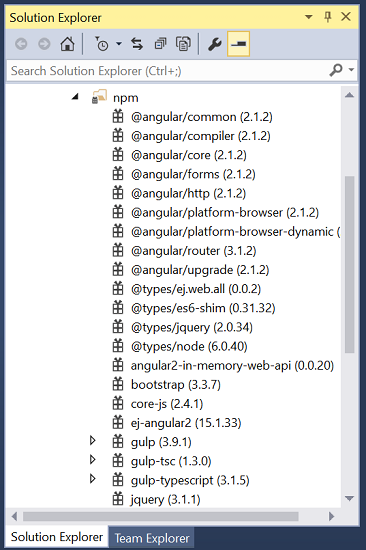 Solution Explorer
Search Solution Explorer (Ctrl+;)
npm
@angular/common (2.1.2)
@angular/compiler (2.1.2)
@angular/core (2.1.2)
@angular/forms (2.1.2)
@angular/http (2.1.2)
@angular/platform-browser (2.1.2)
@angular/platform-browser-dynamic (
@angular/router (3.1.2)
@angular/upgrade (2.1.2)
@types/ej.web.all (0.0.2)
@types/es6-shim (0.31.32)
@types/jquery (2.0.34)
@types/node (6.0.40)
angular2-in-memory-web-api (0.0.20)
bootstrap (3.3.7)
core-js (2.4.1)
ej-angular2 (15.1.33)
gulp (3.9.1)
gulp-tsc (1.3.0)
gulp-typescript (3.1.5)
jquery (3.1.1)
Solution Explorer Team Explorer